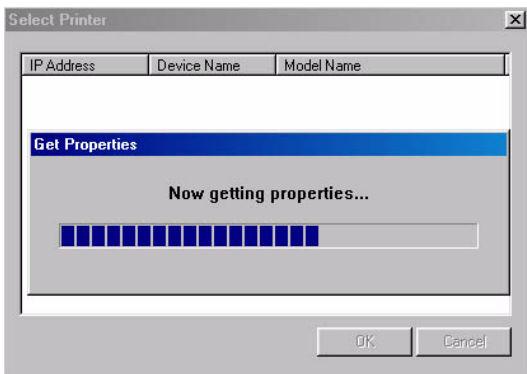 Select Printer
IP Address Device Name Model Name
Get Properties
Now getting properties...
OK Cancel